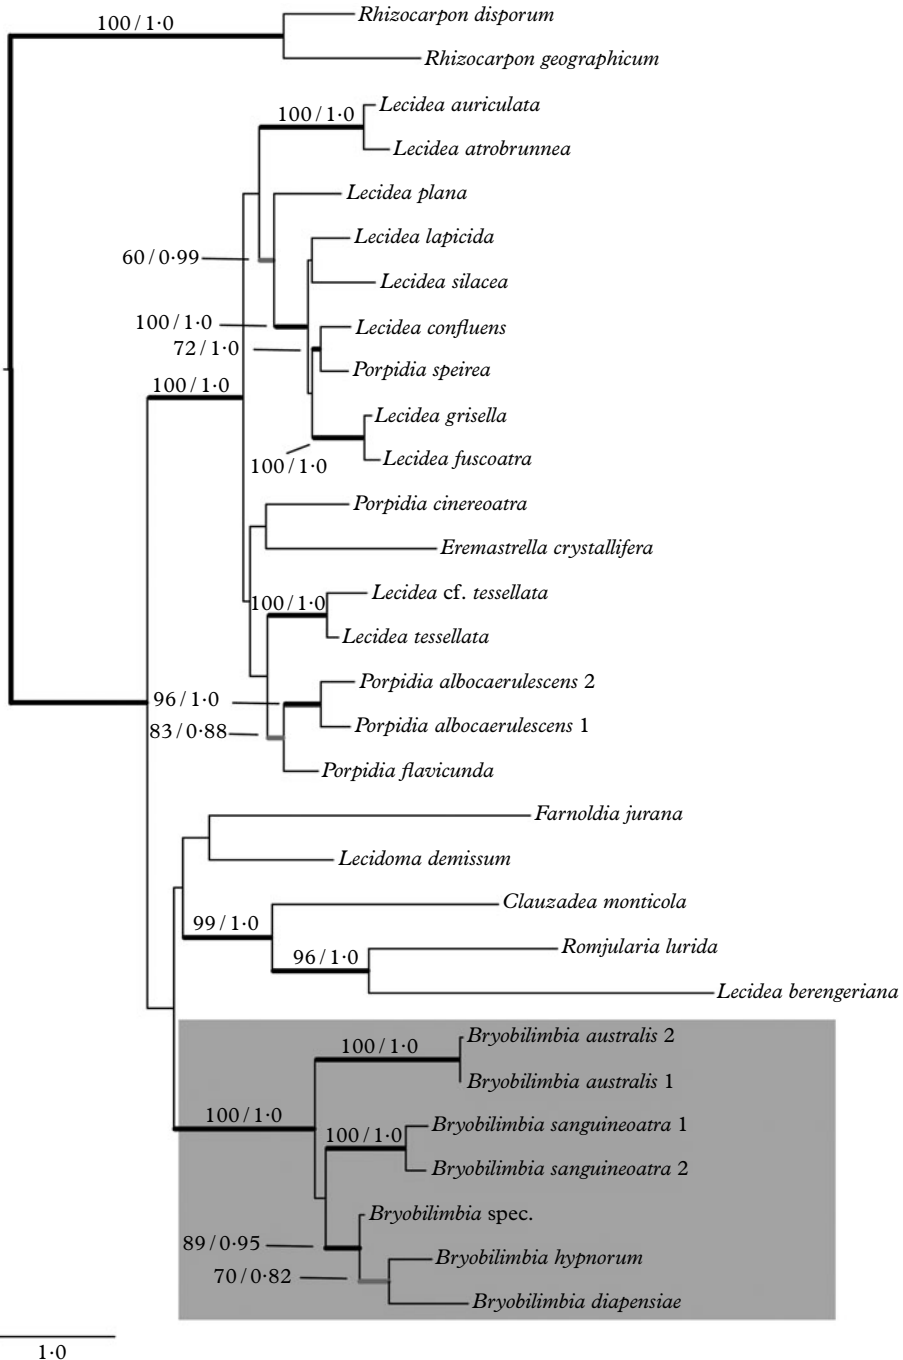 Rhizocarpon disporum
100/1·0
Rhizocarpon geographicum
Lecidea auriculata
100/1·0
Lecidea atrobrunnea
Lecidea plana
Lecidea lapicida
60/0·99
Lecidea silacea
100/1·0
Lecidea confluens
72/1·0
Porpidia speirea
100/1·0
Lecidea grisella
Lecidea fuscoatra
100/1·0
Porpidia cinereoatra
Eremastrella crystallifera
Lecidea cf. tessellata
100/1·0
Lecidea tessellata
Porpidia albocaerulescens 2
96/1·0
Porpidia albocaerulescens 1
83/0·88
Porpidia flavicunda
Farnoldia jurana
Lecidoma demissum
Clauzadea monticola
99/1·0
Romjularia lurida
96/1·0
Lecidea berengeriana
Bryobilimbia australis 2
100/1·0
Bryobilimbia australis 1
100/1·0
Bryobilimbia sanguineoatra 1
100/1·0
Bryobilimbia sanguineoatra 2
Bryobilimbia spec.
89/0·95
Bryobilimbia hypnorum
70/0·82
Bryobilimbia diapensiae
1·0